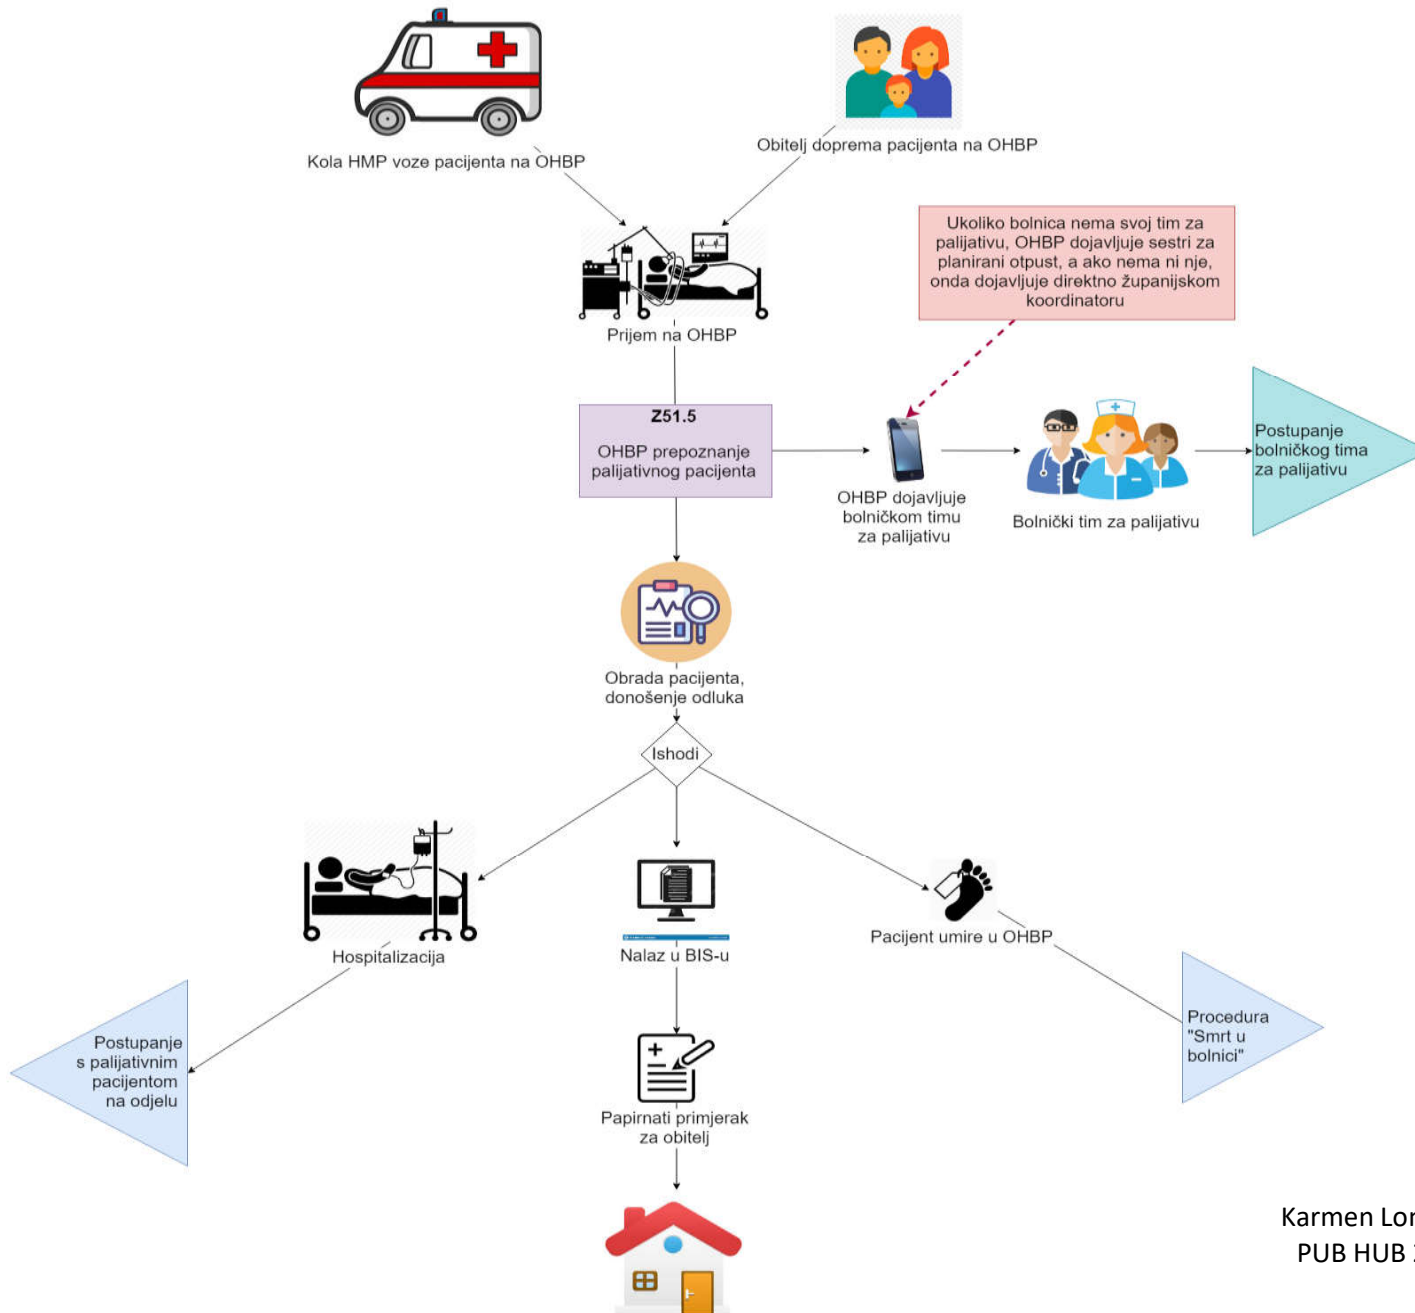 Kola HMP voze pacijenta na OHBP
Obitelj doprema pacijenta na OHBP
Ukoliko bolnica nema svoj tim za
palijativu, OHBP dojavljuje sestri za
planirani otpust, a ako nema ni nje,
onda dojavljuje direktno županijskom
koordinatoru
Prijem na OHBP
Z51.5
OHBP prepoznanje
palijativnog pacijenta
OHBP dojavljuje
bolničkom timu
za palijativu
Bolnički tim za palijativu
Postupanje
bolničkog tima
za palijativu
Obrada pacijenta,
donošenje odluka
Ishodi
Hospitalizacija
Nalaz u BIS-u
Pacijent umire u OHBP
Postupanje
s palijativnim
pacijentom
na odjelu
Procedura
"Smrt u
bolnici"
Papirnati primjerak
za obitelj
Karmen
PUB HUB